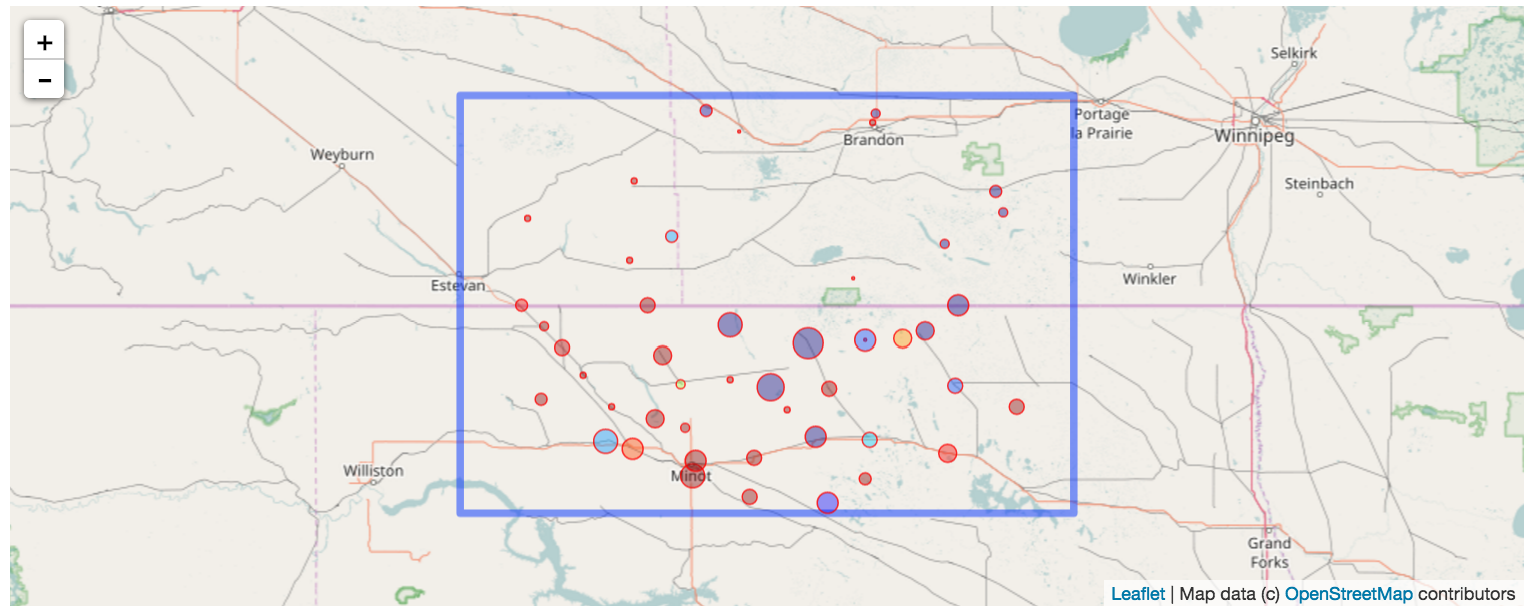 +
−
Selkirk
Portage
la Prairie
Winnipeg
Brandon
Weyburn
Steinbach
Estevan
Winkler
Williston
Minot
Grand
Forks
Leaflet | Map data (c) OpenStreetMap contributors